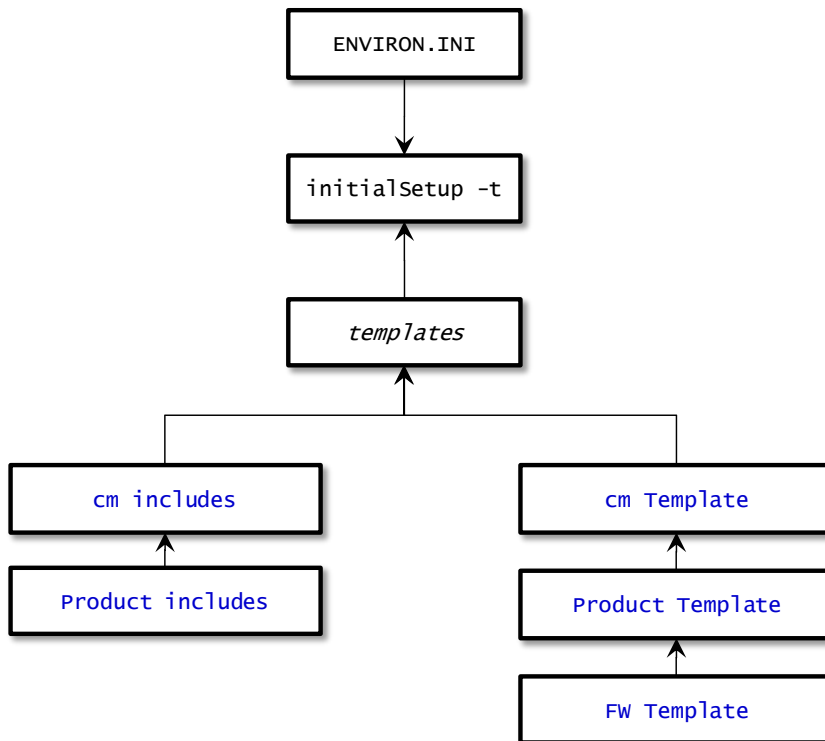 ENVIRON.INI
initialSetup -t
templates
cm includes
cm Template
Product includes
Product Template
FW Template